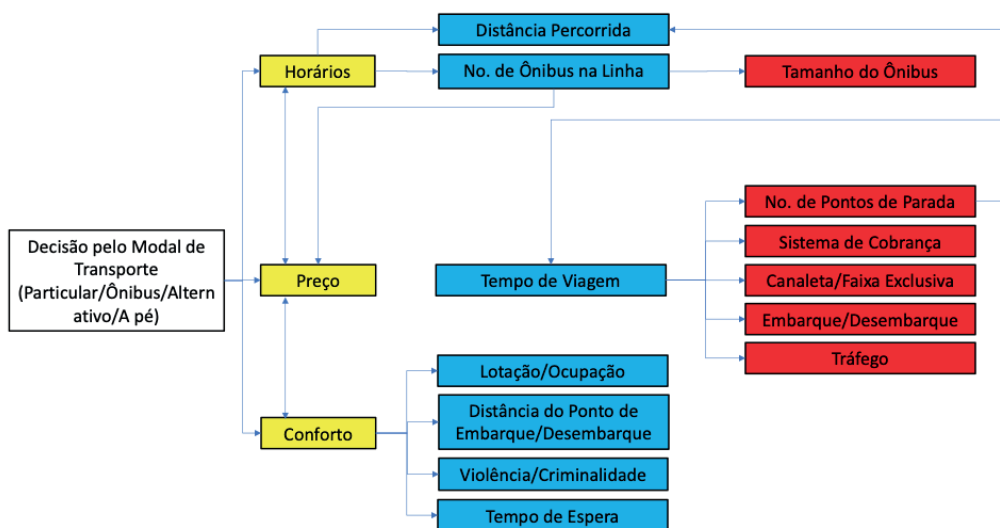 Distância Percorrida
Horários
No. de Ônibus na Linha
Tamanho do Ônibus
No. de Pontos de Parada
Decisão pelo Modal de
Transporte
(Particular/Ônibus/Altern
ativo/A pé)
Sistema de Cobrança
Preço
Tempo de Viagem
Canaleta/Faixa Exclusiva
Embarque/Desembarque
Tráfego
Lotação/Ocupação
Conforto
Distância do Ponto de
Embarque/Desembarque
Violência/Criminalidade
Tempo de Espera